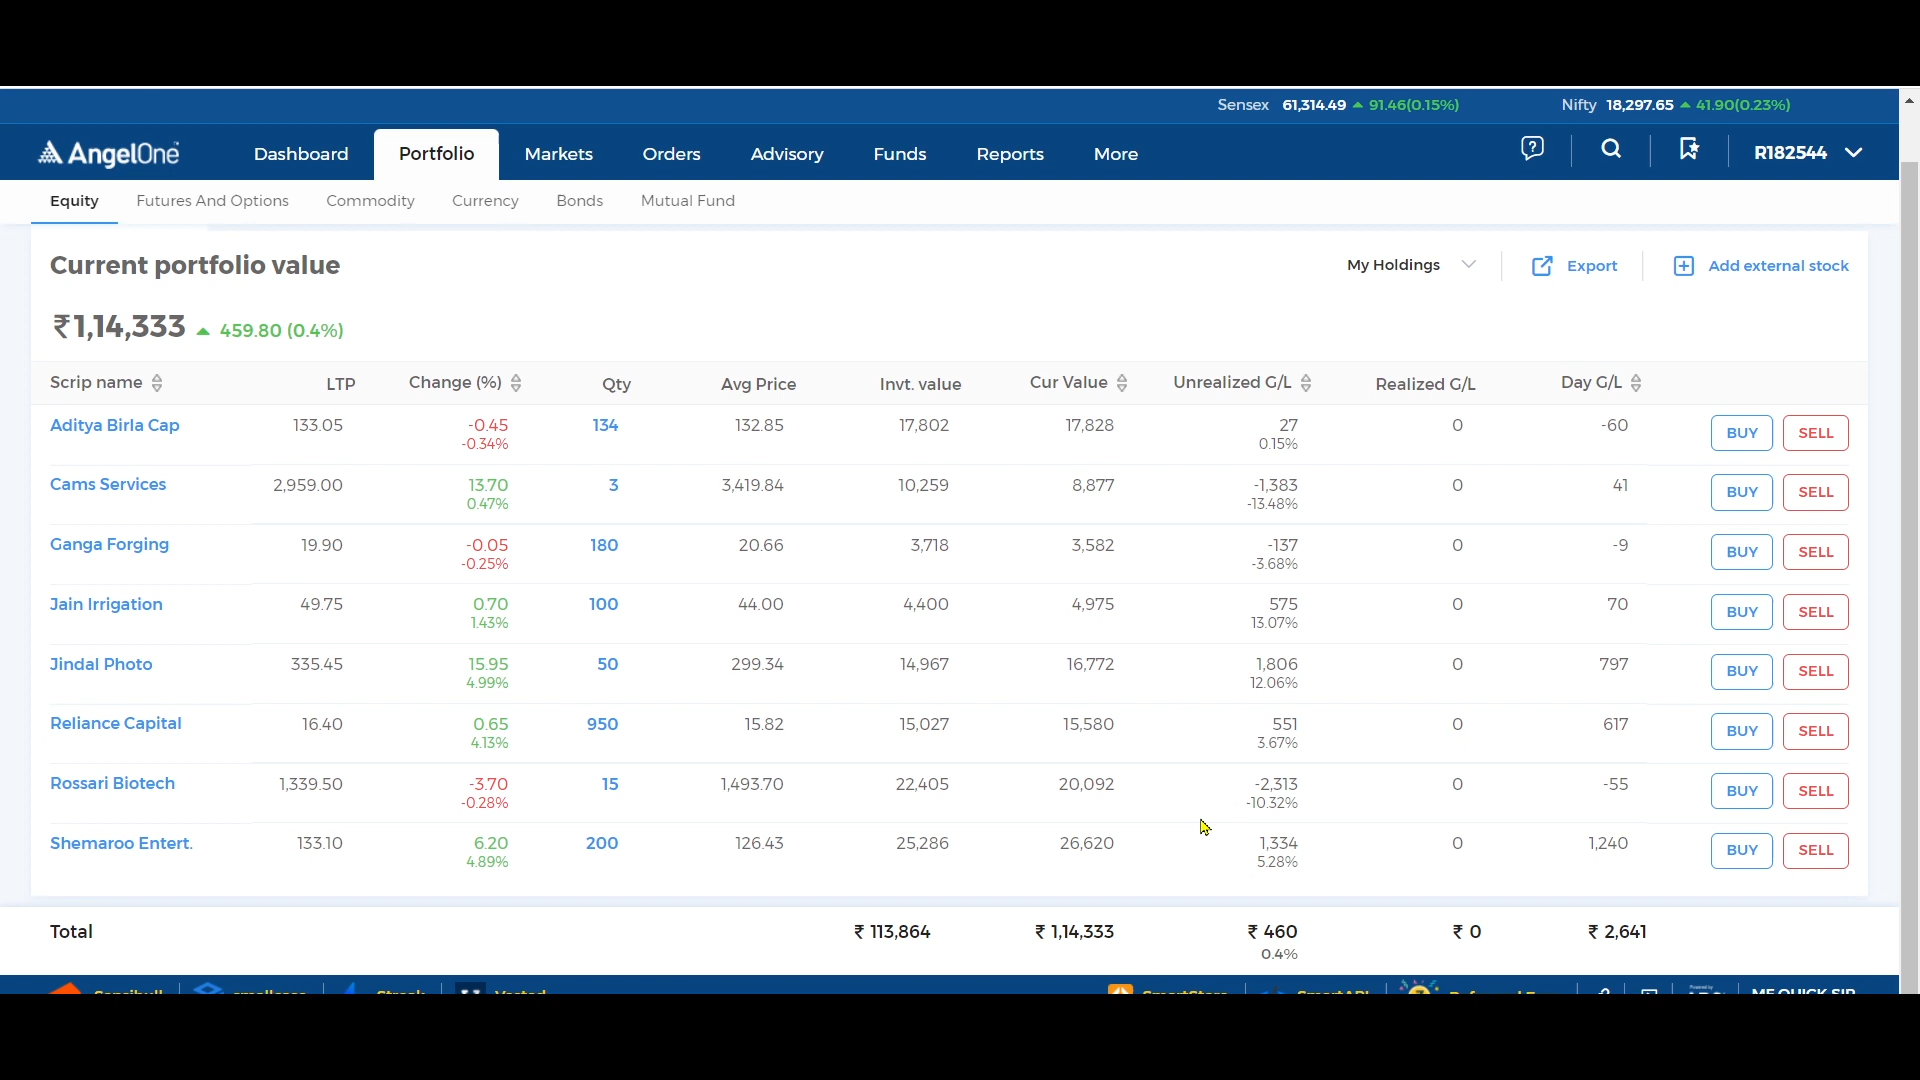 Sensex 61,314.49 91.46(0.15%) Nifty 18,297.65 41.90(0.23%)
AngelOne Dashboard Portfolio Markets Orders Advisory Funds Reports More R182544
Equity Futures And Options Commodity Currency Bonds Mutual Fund
Current portfolio value My Holdings Export Add external stock
₹1,14,333 459.80 (0.4%)
Scrip name LTP Change (%) Qty Avg Price Invt. value Cur Value Unrealized G/L Realized G/L Day G/L
Aditya Birla Cap 133.05 -0.45 134 132.85 17,802 17,828 27 0 -60 BUY SELL
-0.34% 0.15%
Cams Services 2,959.00 13.70 3 3,419.84 10,259 8,877 -1,383 0 41 BUY SELL
0.47% -13.48%
Ganga Forging 19.90 -0.05 180 20.66 3,718 3,582 -137 0 -9 BUY SELL
-0.25% -3.68%
Jain Irrigation 49.75 0.70 100 44.00 4,400 4,975 575 0 70 BUY SELL
1.43% 13.07%
Jindal Photo 335.45 15.95 50 299.34 14,967 16,772 1,806 0 797 BUY SELL
4.99% 12.06%
Reliance Capital 16.40 0.65 950 15.82 15,027 15,580 551 0 617 BUY SELL
4.13% 3.67%
Rossari Biotech 1,339.50 -3.70 15 1,493.70 22,405 20,092 -2,313 0 -55 BUY SELL
-0.28% -10.32%
Shemaroo Entert. 133.10 6.20 200 126.43 25,286 26,620 1,334 0 1,240 BUY SELL
4.89% 5.28%
Total ₹ 113,864 ₹ 1,14,333 ₹ 460 ₹ 0 ₹ 2,641
0.4%